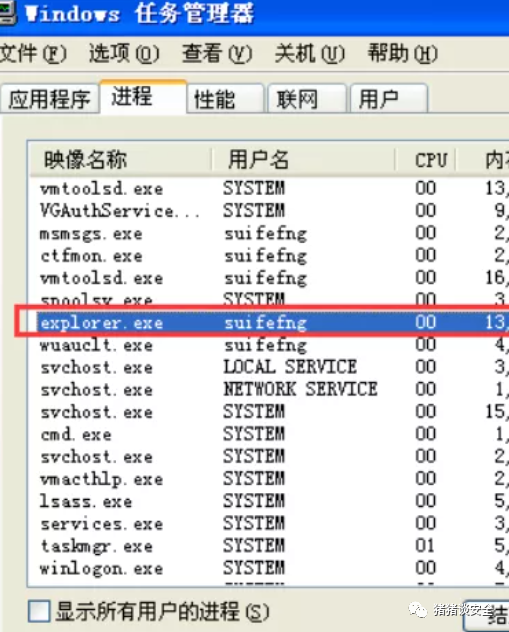 Windows 任务管理器
文件(F) 选项(O) 查看(V) 关机(U) 帮助(H)
应用程序 进程 性能 联网 用户
映像名称 用户名 CPU
vmtoolsd.exe SYSTEM 00 13,
VGAuthService... SYSTEM 00 9,
msmsgs.exe suifefng 00 2,
ctfmon.exe suifefng 00 2,
vmtoolsd.exe suifefng 00 16,
spoolsv.exe SYSTEM 00 3
explorer.exe suifefng 00 13,
wuauclt.exe suifefng 00 4,
svchost.exe LOCAL SERVICE 00 3,
svchost.exe NETWORK SERVICE 00 1,
svchost.exe SYSTEM 00 15,
cmd.exe SYSTEM 00 1,
svchost.exe SYSTEM 00 2,
vmacthlp.exe SYSTEM 00 2,
lsass.exe SYSTEM 00 5,
services.exe SYSTEM 00 3,
taskmgr.exe SYSTEM 01 5,
winlogon.exe SYSTEM 00 4,
显示所有用户的进程(S)
猪猪谈安全